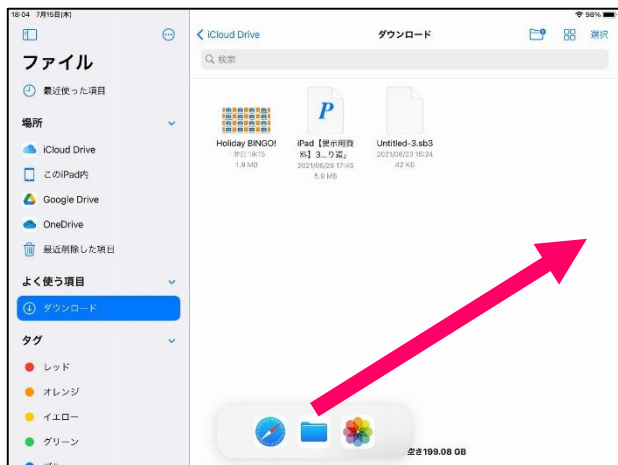 18:04 7月15日(木)
98%
ファイル
最近使った項目
場所
iCloud Drive
このiPad内
Google Drive
OneDrive
最近削除した項目
よく使う項目
ダウンロード
タグ
レッド
オレンジ
イエロー
グリーン
iCloud Drive
ダウンロード
選択
検索
Holiday BINGO!
昨日 19:15
1.9 MB
P
iPad【提示用資
料】3...り返」
2021/06/29 17:45
5.9 MB
Untitled-3.sb3
2021/06/23 15:24
42 KB
空き199.08 GB